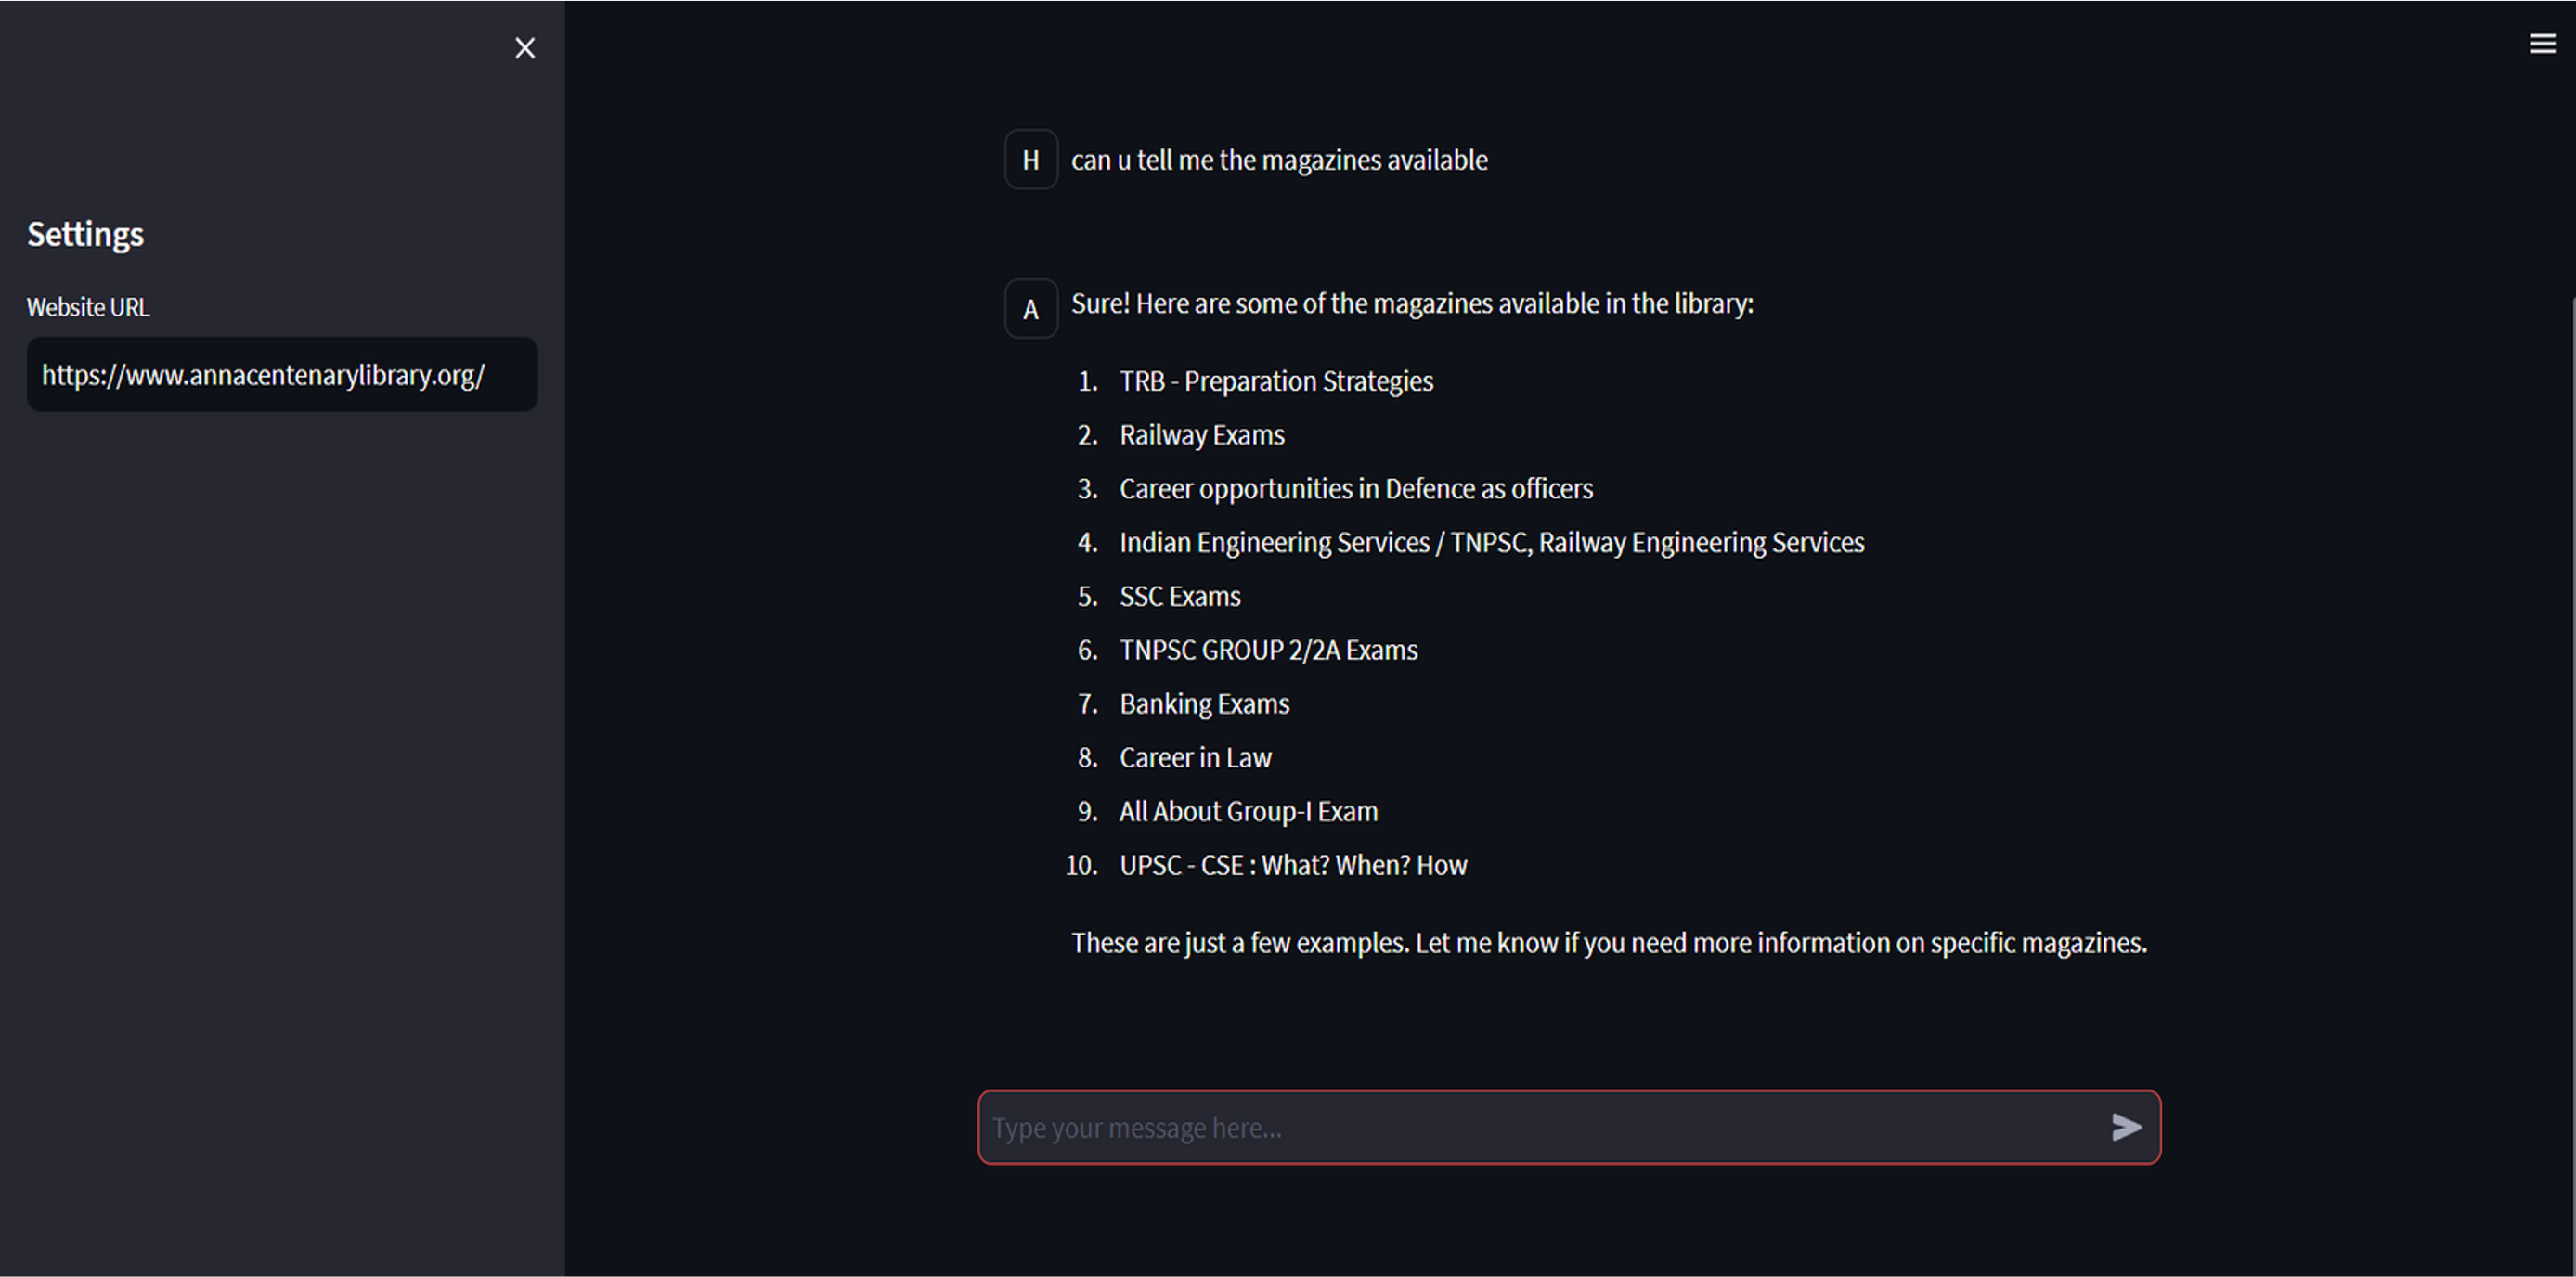 Settings
Website URL
https://www.annacentenarylibrary.org/
H can u tell me the magazines available
A Sure! Here are some of the magazines available in the library:
1. TRB - Preparation Strategies
2. Railway Exams
3. Career opportunities in Defence as officers
4. Indian Engineering Services / TNPSC, Railway Engineering Services
5. SSC Exams
6. TNPSC GROUP 2/2A Exams
7. Banking Exams
8. Career in Law
9. All About Group-I Exam
10. UPSC - CSE : What? When? How
These are just a few examples. Let me know if you need more information on specific magazines.
Type your message here...